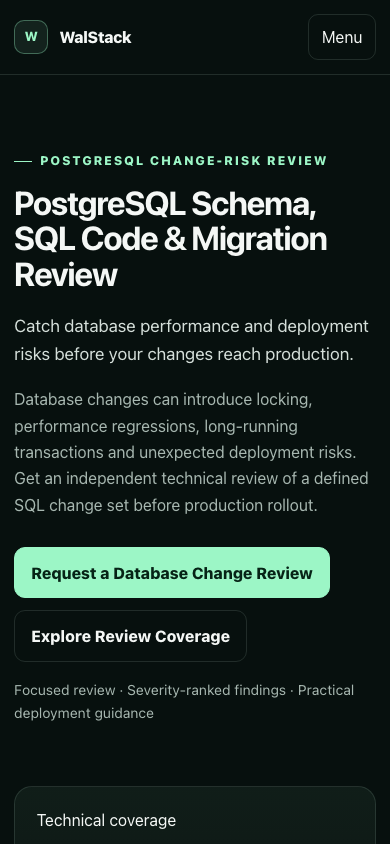 W WalStack Menu
POSTGRESQL CHANGE-RISK REVIEW
PostgreSQL Schema,
SQL Code & Migration
Review
Catch database performance and deployment
risks before your changes reach production.
Database changes can introduce locking,
performance regressions, long-running
transactions and unexpected deployment risks.
Get an independent technical review of a defined
SQL change set before production rollout.
Request a Database Change Review
Explore Review Coverage
Focused review · Severity-ranked findings · Practical
deployment guidance
Technical coverage